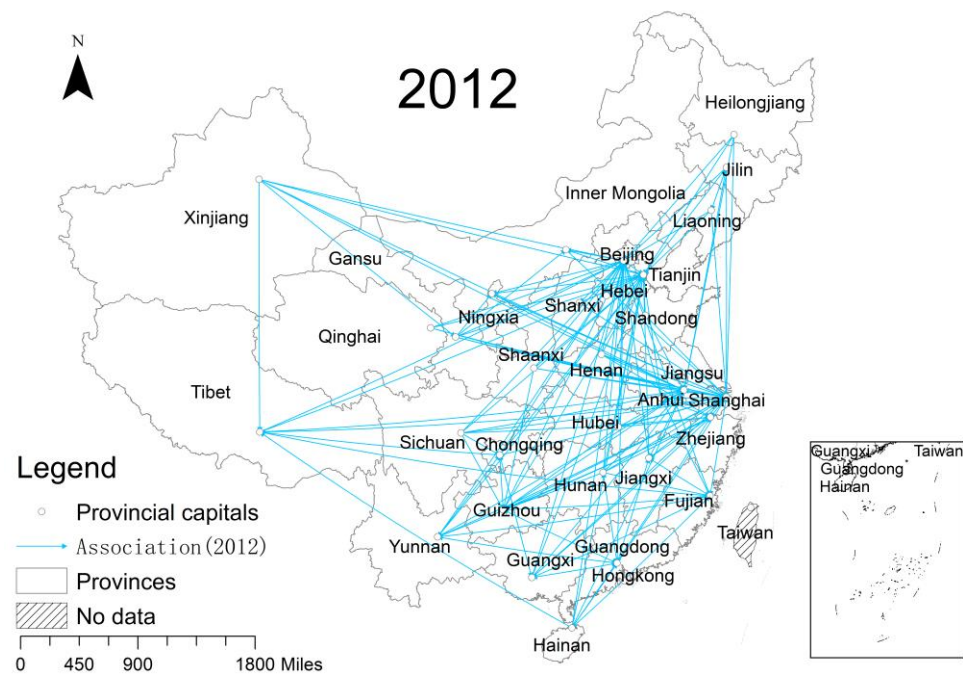 N
2012
Heilongjiang
Jilin
Inner Mongolia
Liaoning
Xinjiang
Beijing
Gansu
Tianjin
Hebei
Shanxi
Ningxia
Shandong
Qinghai
Shaanxi
Henan
Jiangsu
Tibet
Anhui
Shanghai
Hubei
Zhejiang
Sichuan
Chongqing
Hunan
Jiangxi
Fujian
Guizhou
Taiwan
Yunnan
Guangdong
Guangxi
Hongkong
Hainan
Legend
Provincial capitals
Association(2012)
Provinces
No data
0 450 900 1800 Miles
Guangxi Taiwan
Guangdong
Hainan